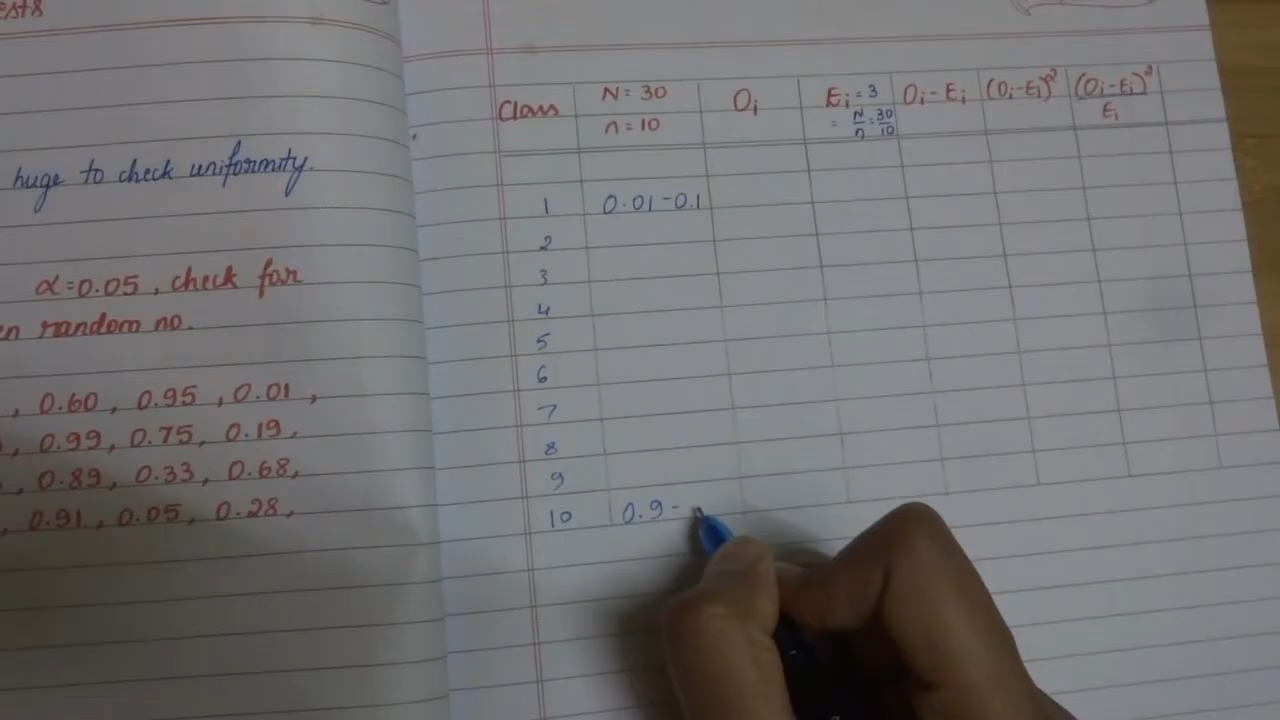 huge to check uniformity.
α=0.05, check for
random no.
, 0.60, 0.95, 0.01,
, 0.99, 0.75, 0.19,
, 0.89, 0.33, 0.68,
, 0.91, 0.05, 0.28,
Class N = 30 n = 10 Oi Ei = 3 = N/n = 30/10 Oi - Ei (Oi-Ei)² (Oi-Ei)²/Ei
1 0.01-0.1
2
3
4
5
6
7
8
9
10 0.9-